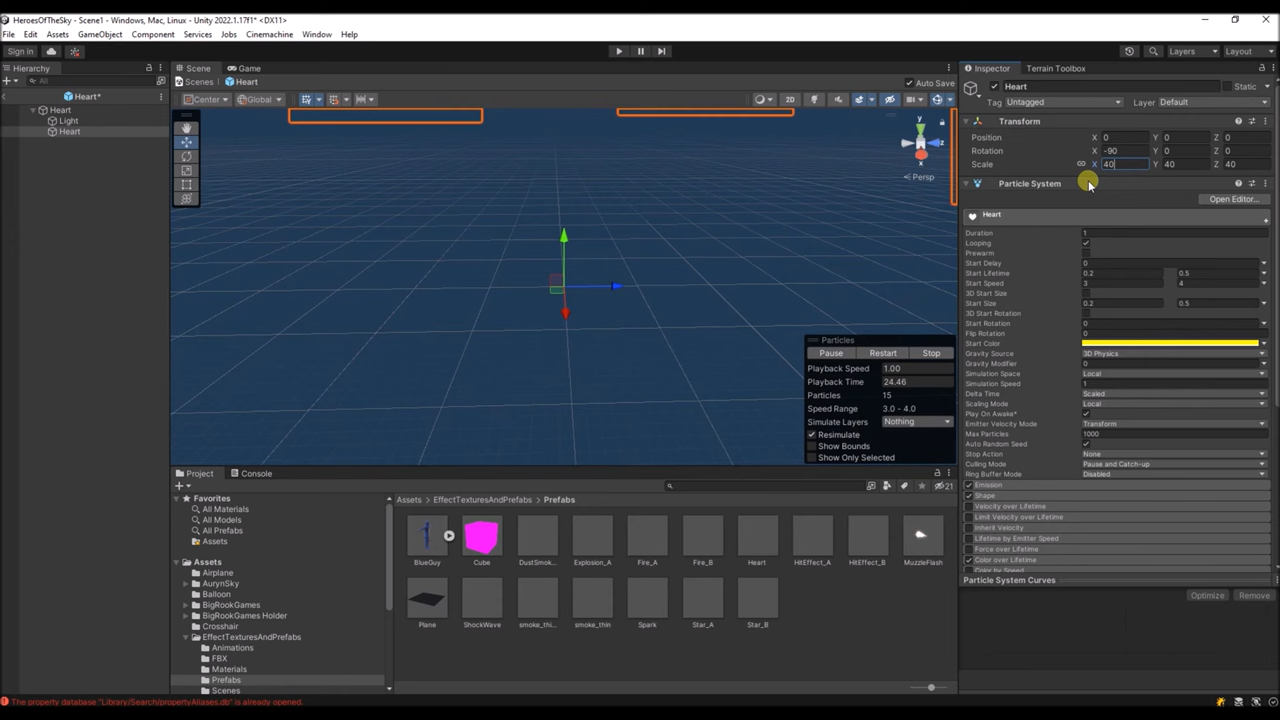 HeroesOfTheSky - Scene1 - Windows, Mac, Linux - Unity 2022.1.17f1* <DX11>
File Edit Assets GameObject Component Services Jobs Cinemachine Window Help
Sign in Layers Layout
Hierarchy Scene Game Inspector Terrain Toolbox
All Scenes Heart Auto Save Heart Static
Heart* Center Global 2D Tag Untagged Layer Default
Heart
Light
Heart
y
z
x
Persp
Transform
Position X 0 Y 0 Z 0
Rotation X -90 Y 0 Z 0
Scale X 40 Y 40 Z 40
Particle System
Open Editor...
Heart
Duration 1
Looping
Prewarm
Start Delay 0
Start Lifetime 0.2 0.5
Start Speed 3 4
3D Start Size
Start Size 0.2 0.5
3D Start Rotation
Start Rotation 0
Flip Rotation 0
Start Color
Gravity Source 3D Physics
Gravity Modifier 0
Simulation Space Local
Simulation Speed 1
Delta Time Scaled
Scaling Mode Local
Play On Awake*
Emitter Velocity Mode Transform
Max Particles 1000
Auto Random Seed
Stop Action None
Culling Mode Pause and Catch-up
Ring Buffer Mode Disabled
Emission
Shape
Velocity over Lifetime
Limit Velocity over Lifetime
Inherit Velocity
Lifetime by Emitter Speed
Force over Lifetime
Color over Lifetime
Color by Speed
Particle System Curves
Optimize Remove
Particles
Pause Restart Stop
Playback Speed 1.00
Playback Time 24.46
Particles 15
Speed Range 3.0 - 4.0
Simulate Layers Nothing
Resimulate
Show Bounds
Show Only Selected
Project Console
21
Favorites
All Materials
All Models
All Prefabs
Assets
Assets
Airplane
AurynSky
Balloon
BigRookGames
BigRookGames Holder
Crosshair
EffectTexturesAndPrefabs
Animations
FBX
Materials
Prefabs
Scenes
Assets EffectTexturesAndPrefabs Prefabs
BlueGuy Cube DustSmok... Explosion_A Fire_A Fire_B Heart HitEffect_A HitEffect_B MuzzleFlash
Plane ShockWave smoke_thi... smoke_thin Spark Star_A Star_B
The property database "Library/Search/propertyAliases.db" is already opened.